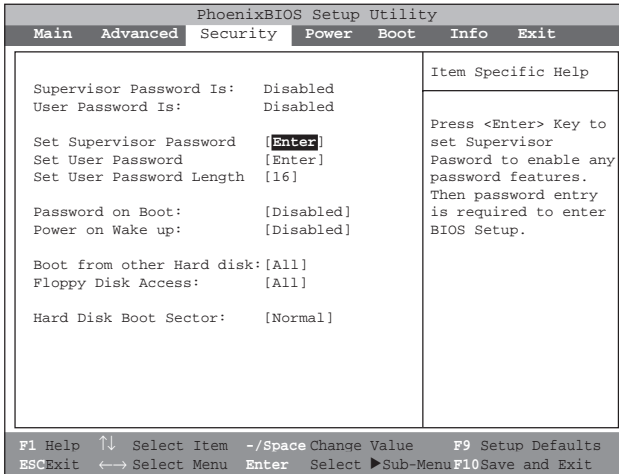 PhoenixBIOS Setup Utility
Main Advanced Security Power Boot Info Exit
Item Specific Help
Supervisor Password Is: Disabled
User Password Is: Disabled
Set Supervisor Password [Enter]
Set User Password [Enter]
Set User Password Length [16]
Password on Boot: [Disabled]
Power on Wake up: [Disabled]
Boot from other Hard disk:[All]
Floppy Disk Access: [All]
Hard Disk Boot Sector: [Normal]
Press <Enter> Key to
set Supervisor
Pasword to enable any
password features.
Then password entry
is required to enter
BIOS Setup.
F1 Help ↑↓ Select Item -/Space Change Value F9 Setup Defaults
ESCExit ←→ Select Menu Enter Select ▶Sub-MenuF10Save and Exit